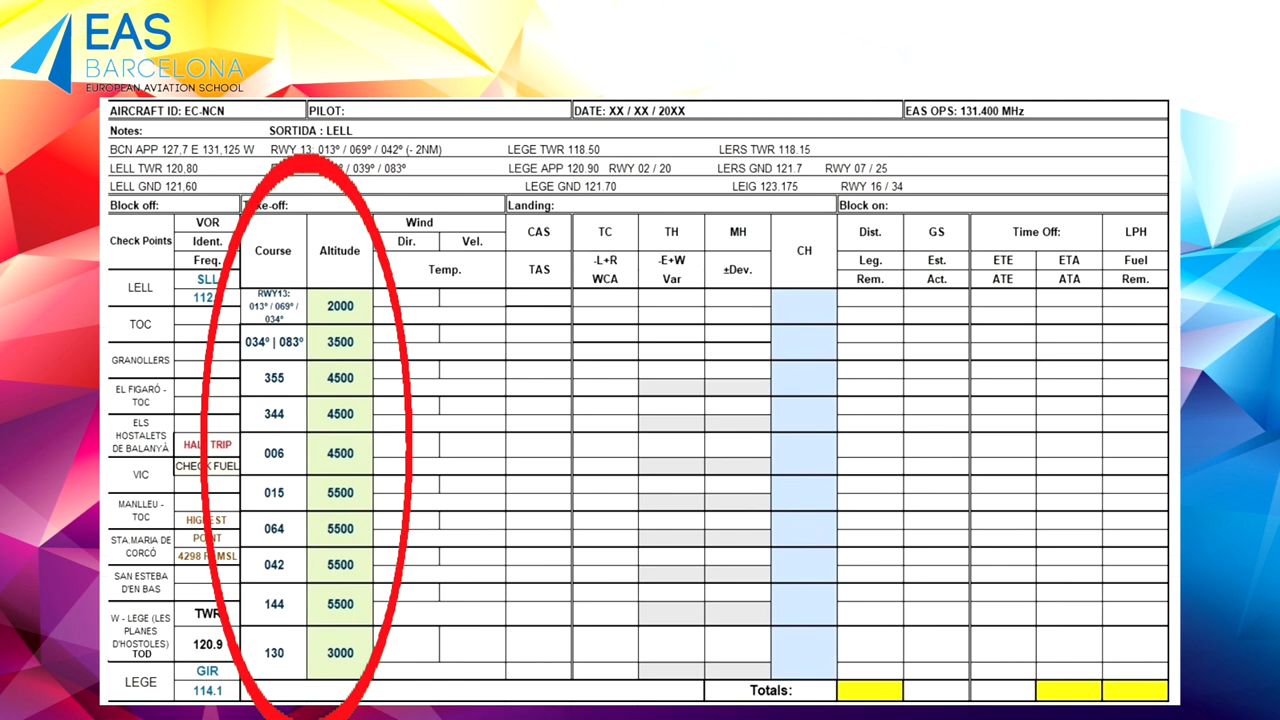 EAS
BARCELONA
EUROPEAN AVIATION SCHOOL
AIRCRAFT ID: EC-NCN PILOT: DATE: XX / XX / 20XX EAS OPS: 131.400 MHz
Notes: SORTIDA : LELL
BCN APP 127,7 E 131,125 W RWY 13: 013º / 069º / 042º (- 2NM) LEGE TWR 118.50 LERS TWR 118.15
LELL TWR 120,80 / 039º / 083º LEGE APP 120.90 RWY 02 / 20 LERS GND 121.7 RWY 07 / 25
LELL GND 121,60 LEGE GND 121.70 LEIG 123.175 RWY 16 / 34
Block off: Take-off: Landing: Block on:
Check Points VOR Ident. Freq. Course Altitude Wind Dir. Vel. Temp. CAS TAS TC -L+R WCA TH -E+W Var MH ±Dev. CH Dist. Leg. Rem. GS Est. Act. Time Off: ETE ETA ATE ATA LPH Fuel Rem.
LELL SLL
RWY13:
013º / 069º /
034º
2000
TOC
034º | 083º 3500
GRANOLLERS
355 4500
EL FIGARÓ -
TOC
344 4500
ELS
HOSTALETS
DE BALANYÀ
HALF TRIP
006 4500
VIC CHECK FUEL
015 5500
MANLLEU -
TOC
HIGHEST
POINT
064 5500
STA.MARIA DE
CORCÓ
042 5500
SAN ESTEBA
D'EN BAS
144 5500
W - LEGE (LES
PLANES
D'HOSTOLES)
TOD
TWR
120.9
130 3000
LEGE GIR
114.1
Totals: